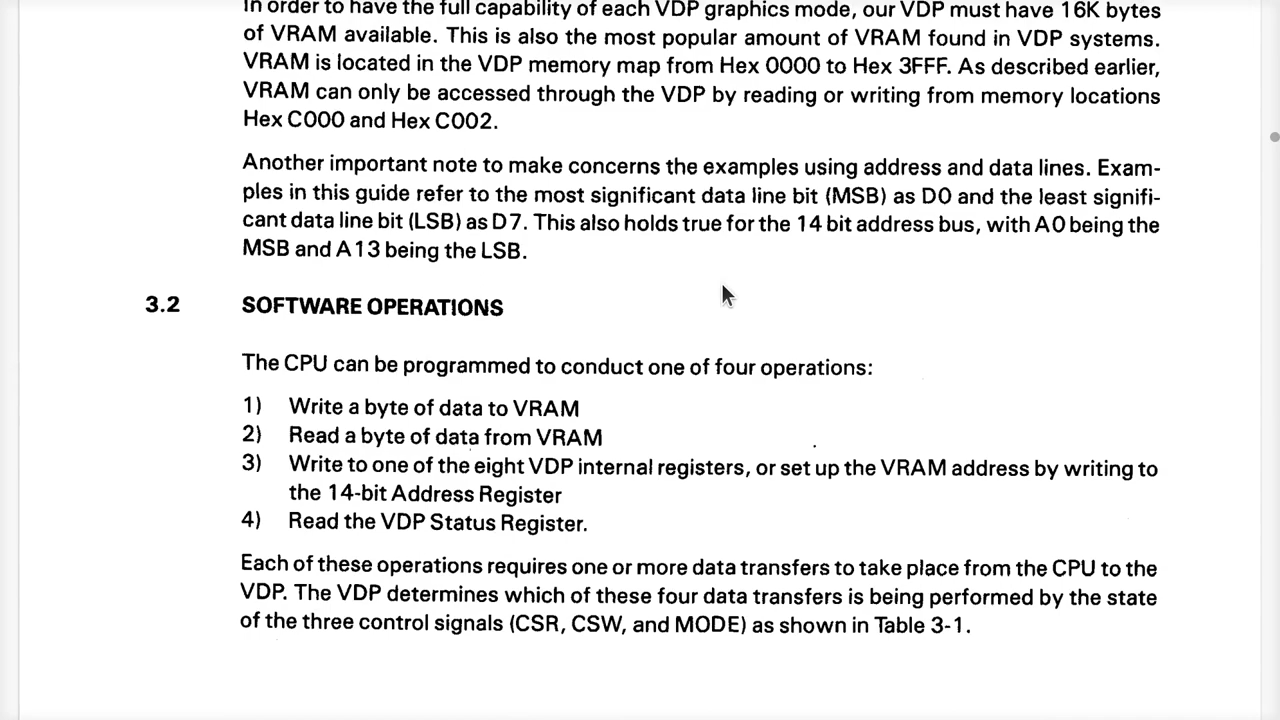 In order to have the full capability of each VDP graphics mode, our VDP must have 16K bytes
of VRAM available. This is also the most popular amount of VRAM found in VDP systems.
VRAM is located in the VDP memory map from Hex 0000 to Hex 3FFF. As described earlier,
VRAM can only be accessed through the VDP by reading or writing from memory locations
Hex C000 and Hex C002.
Another important note to make concerns the examples using address and data lines. Exam-
ples in this guide refer to the most significant data line bit (MSB) as D0 and the least signifi-
cant data line bit (LSB) as D7. This also holds true for the 14 bit address bus, with A0 being the
MSB and A13 being the LSB.
3.2 SOFTWARE OPERATIONS
The CPU can be programmed to conduct one of four operations:
1) Write a byte of data to VRAM
2) Read a byte of data from VRAM
3) Write to one of the eight VDP internal registers, or set up the VRAM address by writing to
the 14-bit Address Register
4) Read the VDP Status Register.
Each of these operations requires one or more data transfers to take place from the CPU to the
VDP. The VDP determines which of these four data transfers is being performed by the state
of the three control signals (CSR, CSW, and MODE) as shown in Table 3-1.